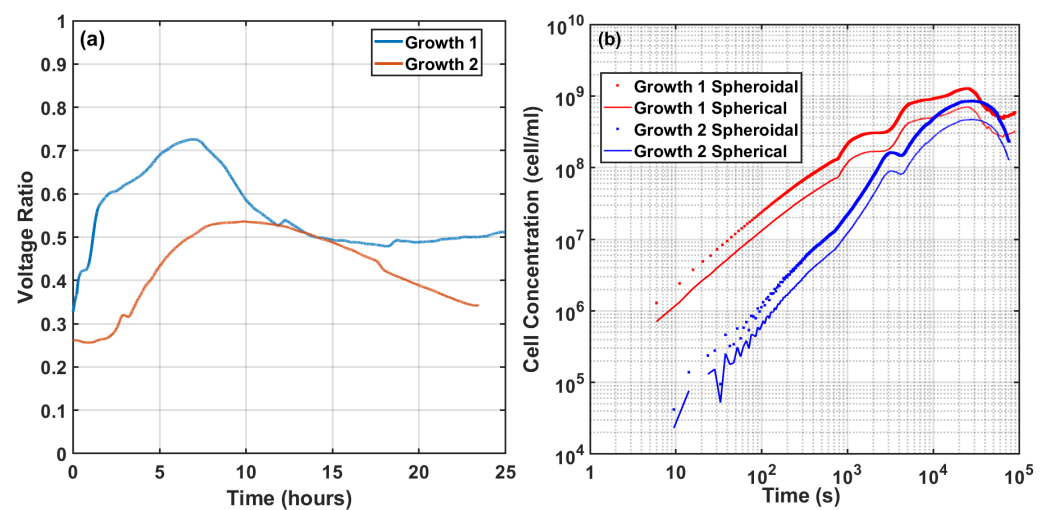 (a)
Growth 1
Growth 2
1
0.9
0.8
0.7
0.6
0.5
0.4
0.3
0.2
0.1
0
Voltage Ratio
0 5 10 15 20 25
Time (hours)
(b)
Growth 1 Spheroidal
Growth 1 Spherical
Growth 2 Spheroidal
Growth 2 Spherical
10^10
10^9
10^8
10^7
10^6
10^5
10^4
Cell Concentration (cell/ml)
1 10 10^2 10^3 10^4 10^5
Time (s)